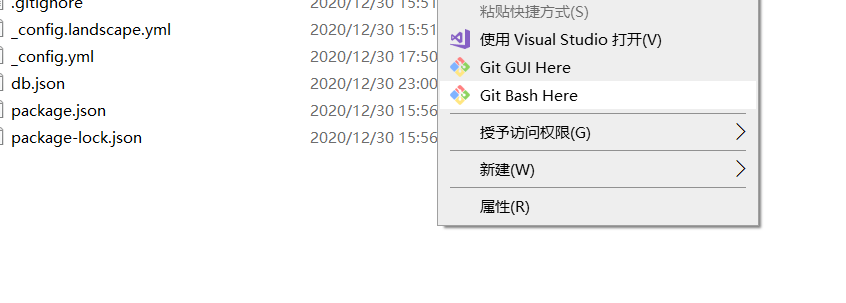 .gitignore 2020/12/30 15:51
_config.landscape.yml 2020/12/30 15:51
_config.yml 2020/12/30 17:50
db.json 2020/12/30 23:00
package.json 2020/12/30 15:56
package-lock.json 2020/12/30 15:56
粘贴快捷方式(S)
使用 Visual Studio 打开(V)
Git GUI Here
Git Bash Here
授予访问权限(G)
新建(W)
属性(R)